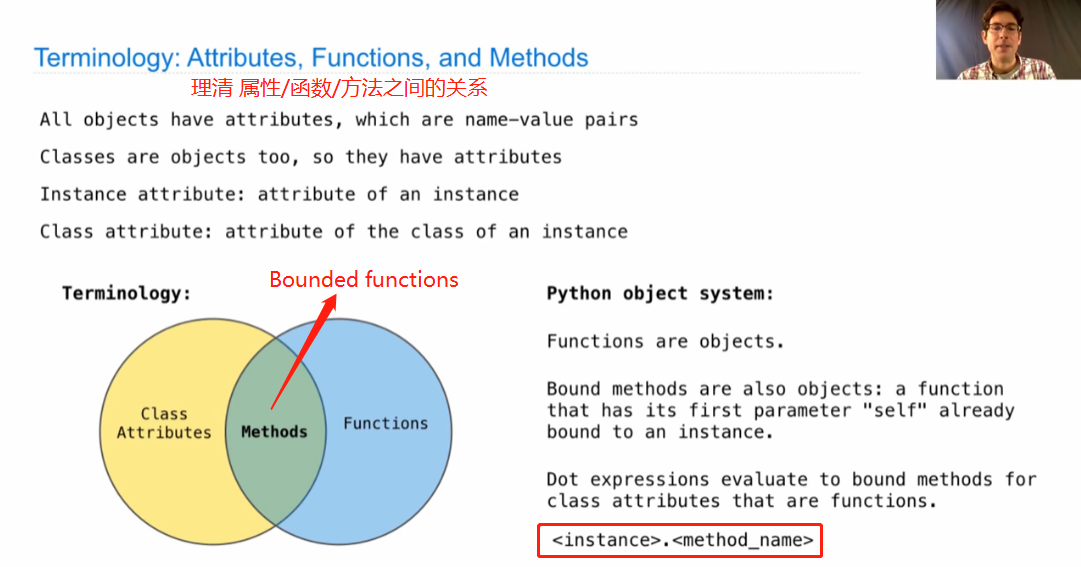 Terminology: Attributes, Functions, and Methods
理清 属性/函数/方法之间的关系
All objects have attributes, which are name-value pairs
Classes are objects too, so they have attributes
Instance attribute: attribute of an instance
Class attribute: attribute of the class of an instance
Terminology:
Bounded functions
Class
Attributes
Methods
Functions
Python object system:
Functions are objects.
Bound methods are also objects: a function
that has its first parameter "self" already
bound to an instance.
Dot expressions evaluate to bound methods for
class attributes that are functions.
<instance>.<method_name>